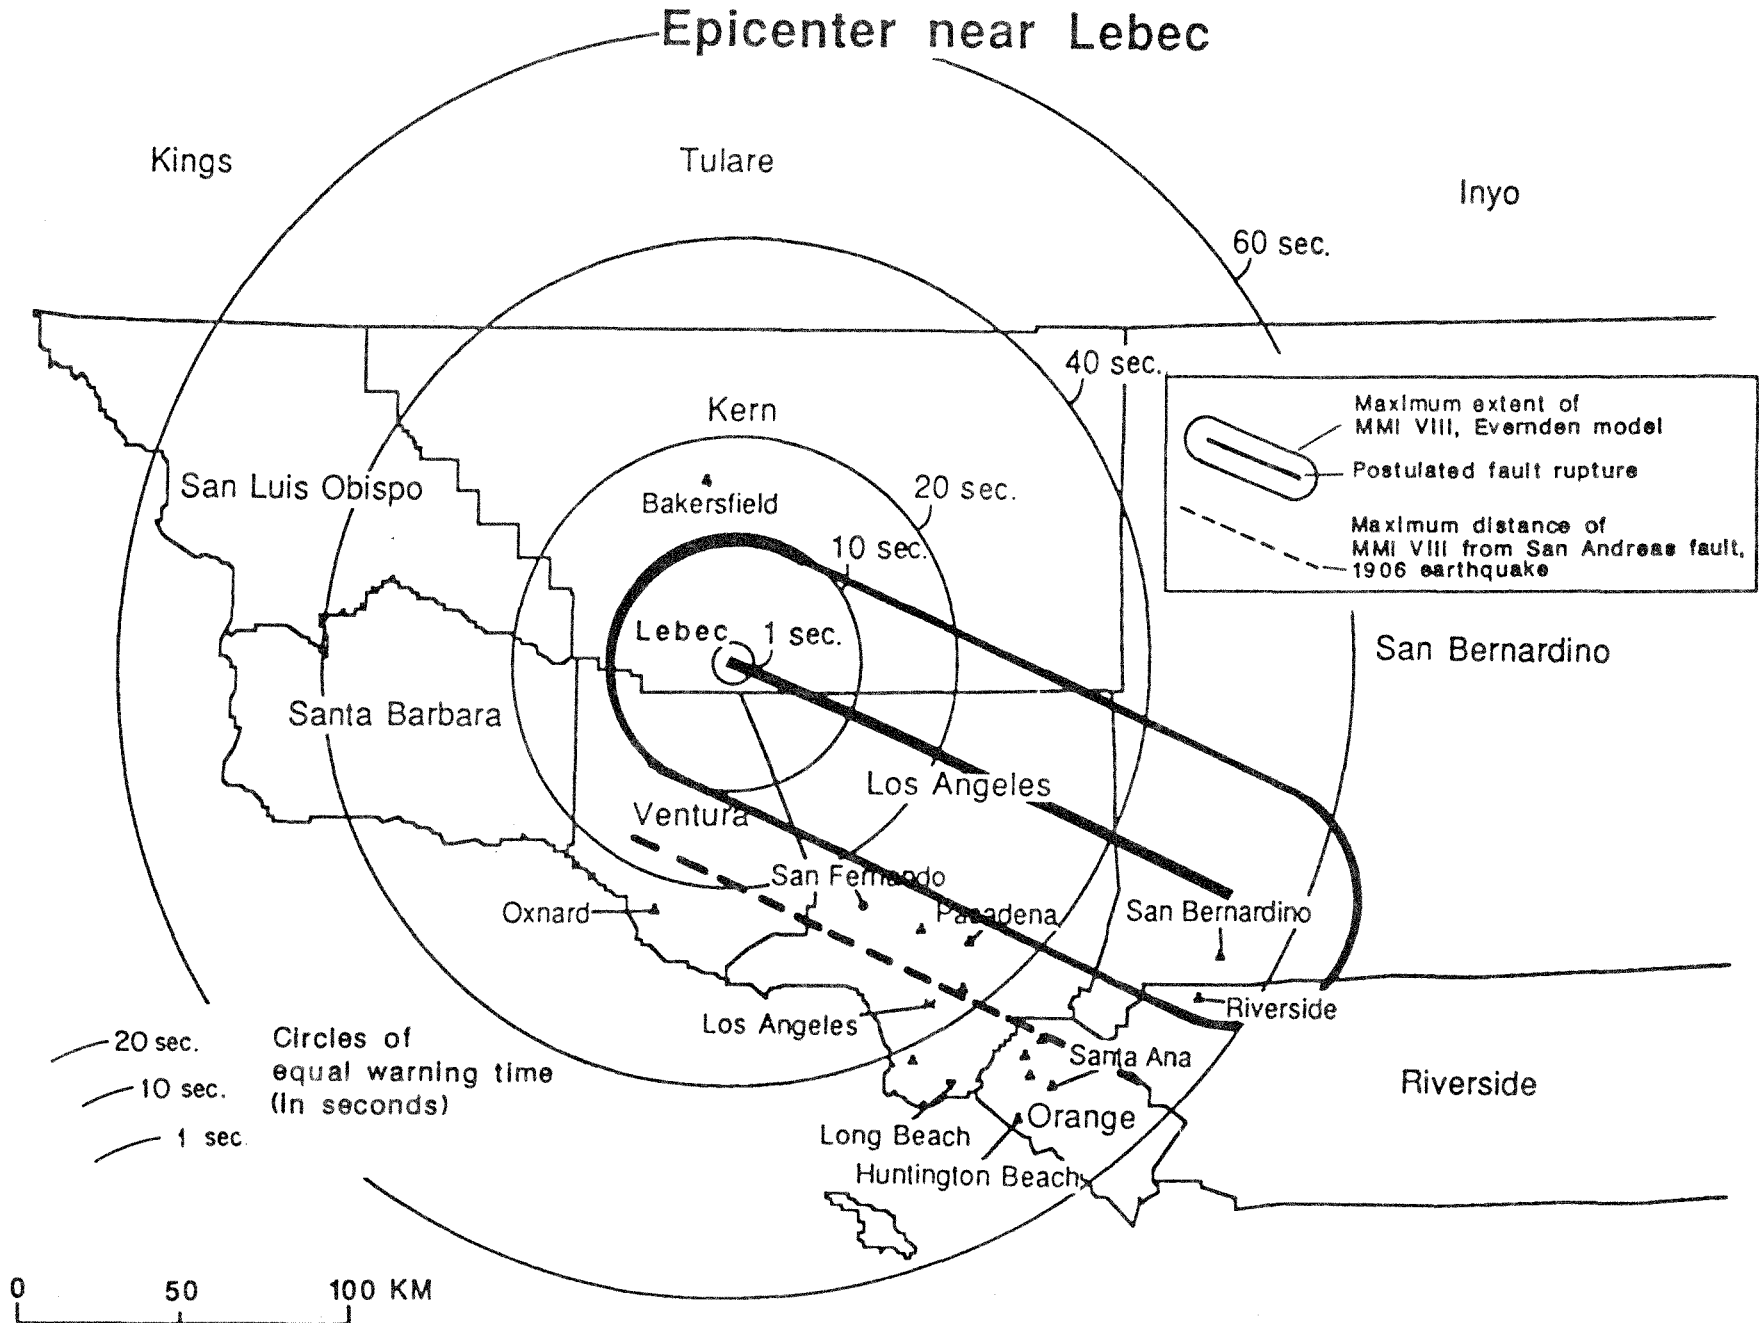 Epicenter near Lebec
Kings
Tulare
Inyo
60 sec.
40 sec.
Maximum extent of
MMI VIII, Evernden model
Postulated fault rupture
Maximum distance of
MMI VIII from San Andreas fault,
1906 earthquake
Kern
San Luis Obispo
Bakersfield
20 sec.
10 sec.
Lebec
1 sec.
San Bernardino
Santa Barbara
Los Angeles
Ventura
San Fernando
Oxnard
Pasadena
San Bernardino
Los Angeles
Riverside
Santa Ana
Riverside
Orange
Long Beach
Huntington Beach
20 sec.
10 sec.
1 sec.
Circles of
equal warning time
(In seconds)
0 50 100 KM